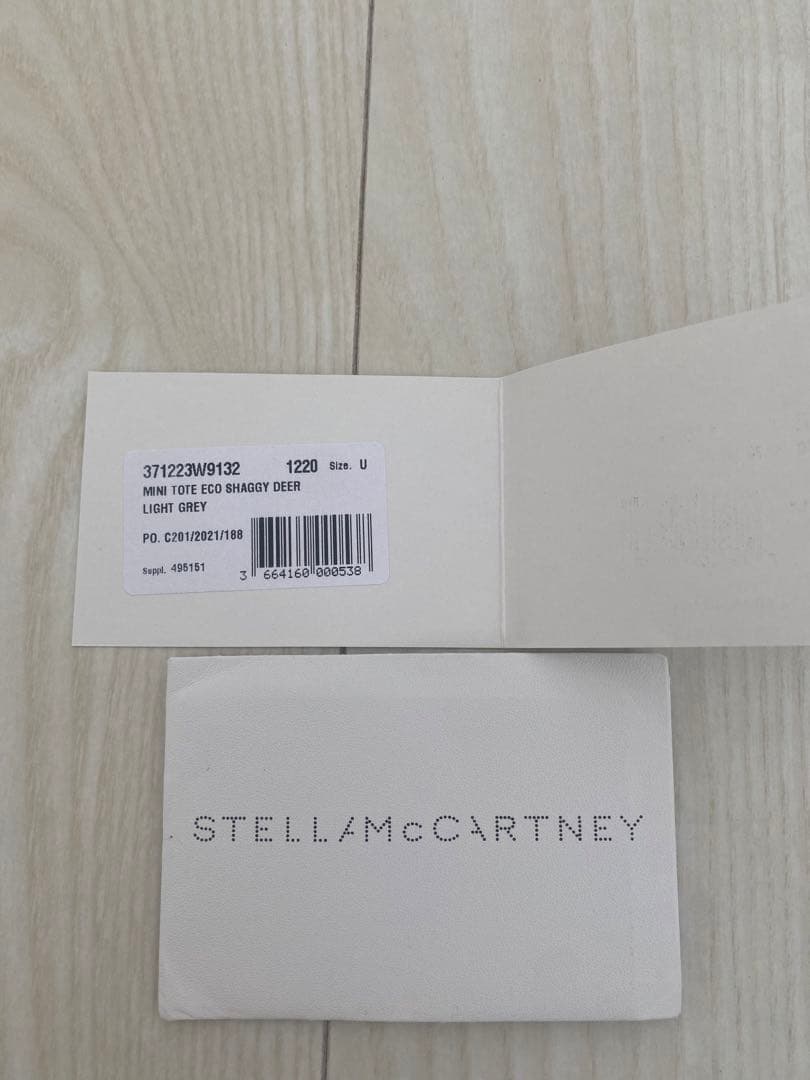 371223W9132 1220 Size. U
MINI TOTE ECO SHAGGY DEER
LIGHT GREY
PO. C201/2021/188
Suppl. 495151
3 664160 000538
STELLA McCARTNEY